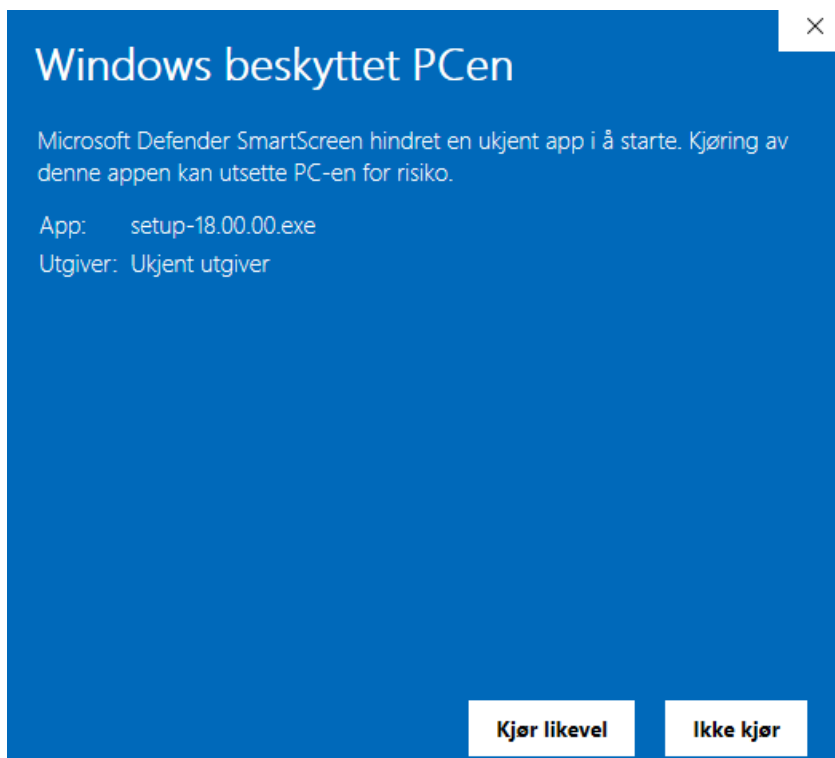 Windows beskyttet PCen
Microsoft Defender SmartScreen hindret en ukjent app i å starte. Kjøring av
denne appen kan utsette PC-en for risiko.
App: setup-18.00.00.exe
Utgiver: Ukjent utgiver
Kjør likevel Ikke kjør